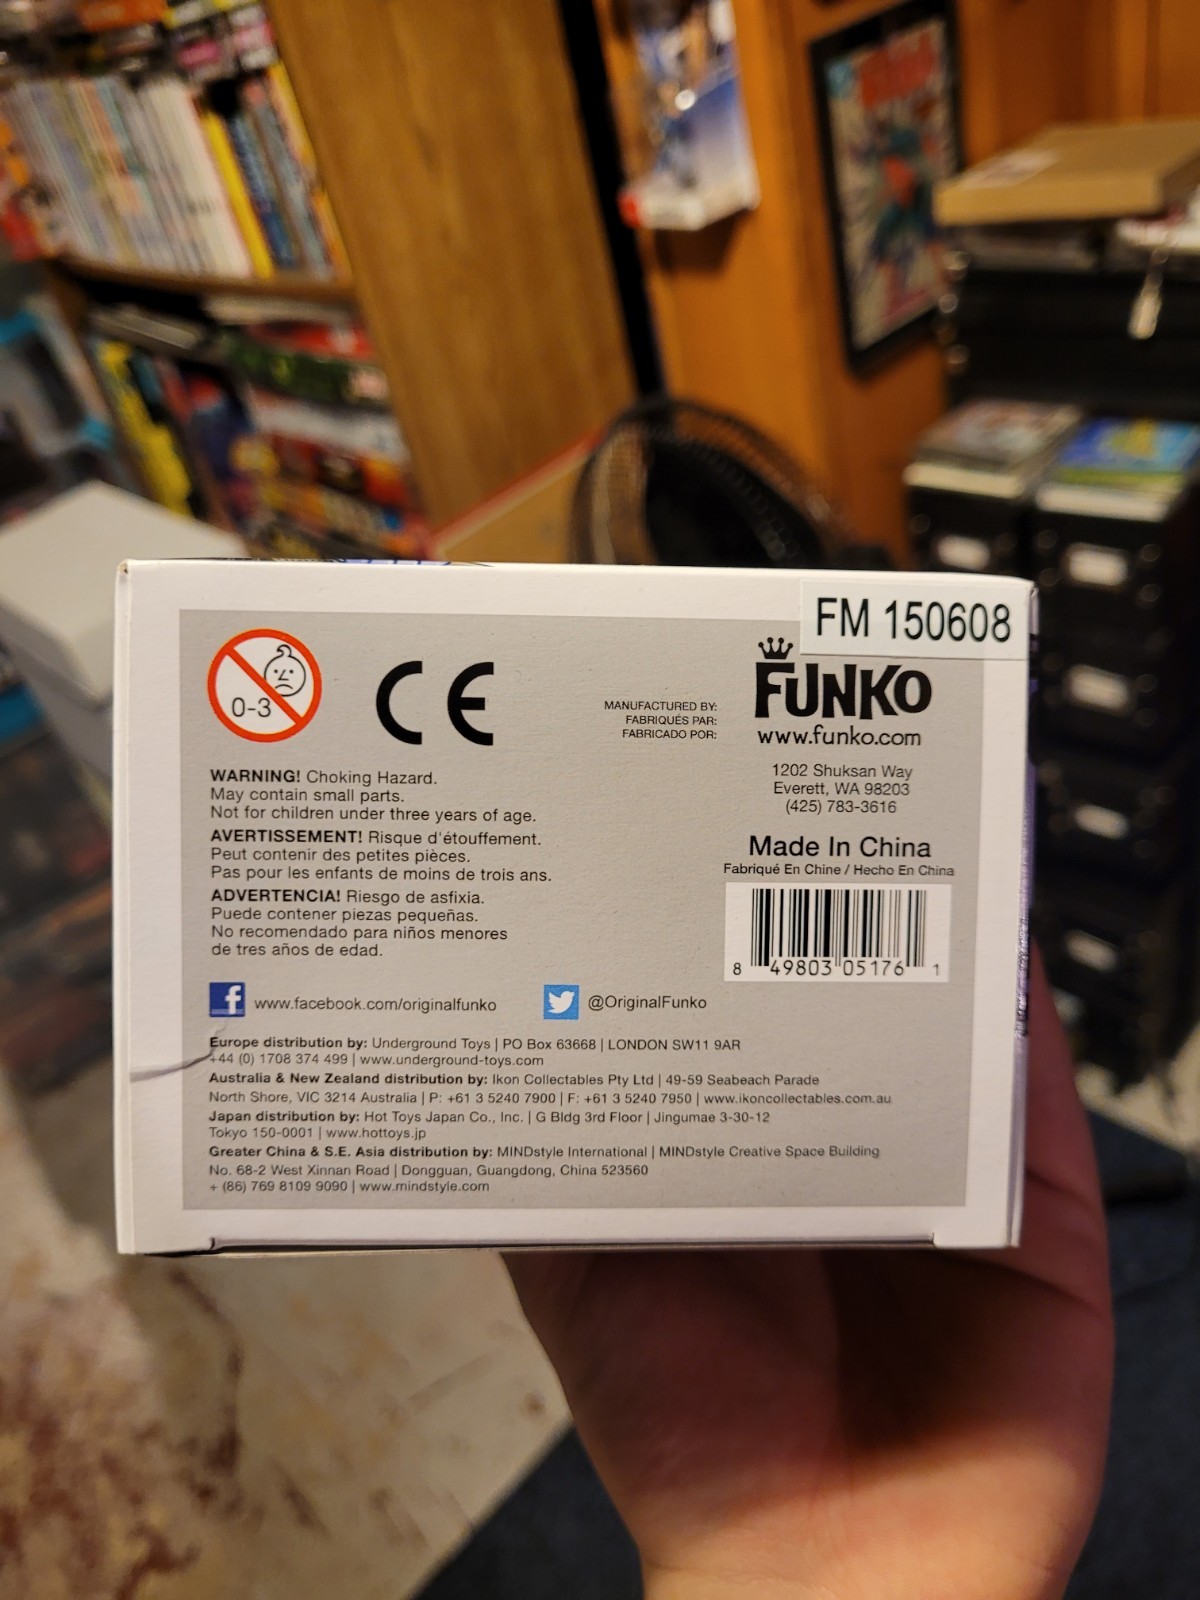 FM 150608
0-3
CE
MANUFACTURED BY:
FABRIQUÉS PAR:
FABRICADO POR:
FUNKO
www.funko.com
1202 Shuksan Way
Everett, WA 98203
(425) 783-3616
Made In China
Fabriqué En Chine / Hecho En China
8 49803 05176 1
WARNING! Choking Hazard.
May contain small parts.
Not for children under three years of age.
AVERTISSEMENT! Risque d'étouffement.
Peut contenir des petites pièces.
Pas pour les enfants de moins de trois ans.
ADVERTENCIA! Riesgo de asfixia.
Puede contener piezas pequeñas.
No recomendado para niños menores
de tres años de edad.
f www.facebook.com/originalfunko
@OriginalFunko
Europe distribution by: Underground Toys | PO Box 63668 | LONDON SW11 9AR
+44 (0) 1708 374 499 | www.underground-toys.com
Australia & New Zealand distribution by: Ikon Collectables Pty Ltd | 49-59 Seabeach Parade
North Shore, VIC 3214 Australia | P: +61 3 5240 7900 | F: +61 3 5240 7950 | www.ikoncollectables.com.au
Japan distribution by: Hot Toys Japan Co., Inc. | G Bldg 3rd Floor | Jingumae 3-30-12
Tokyo 150-0001 | www.hottoys.jp
Greater China & S.E. Asia distribution by: MINDstyle International | MINDstyle Creative Space Building
No. 68-2 West Xinnan Road | Dongguan, Guangdong, China 523560
+ (86) 769 8109 9090 | www.mindstyle.com